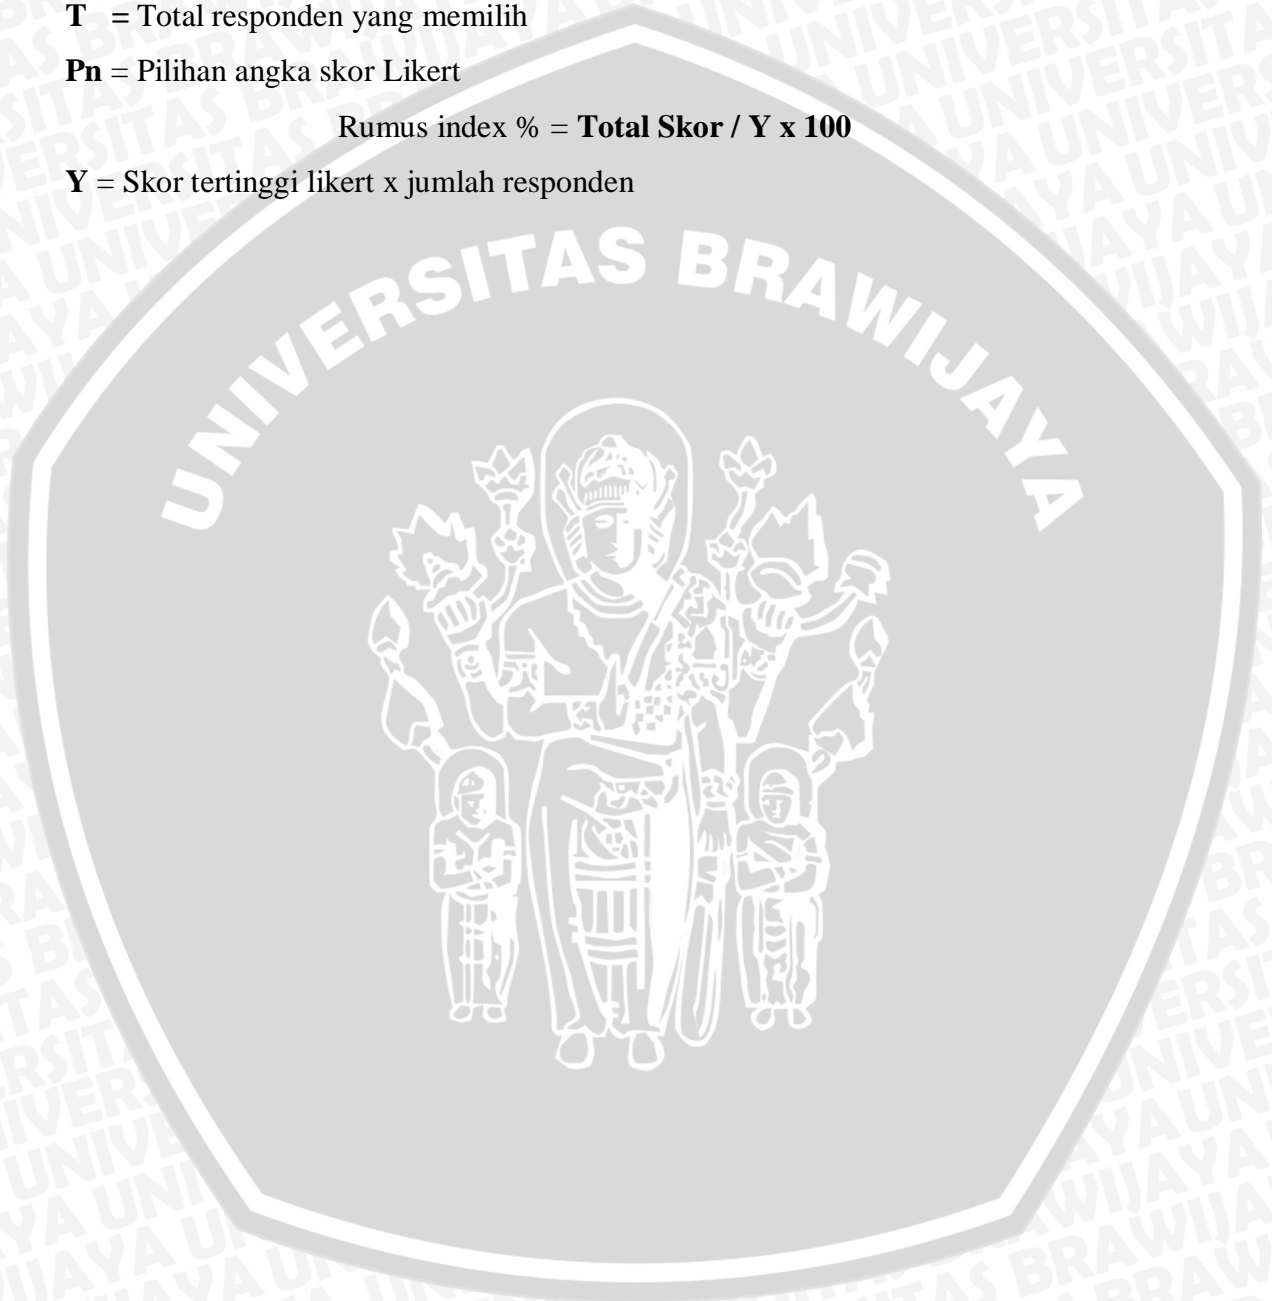 T = Total responden yang memilih
Pn = Pilihan angka skor Likert
Rumus index % = Total Skor / Y x 100
Y = Skor tertinggi likert x jumlah responden
UNIVERSITAS BRAWIJAYA